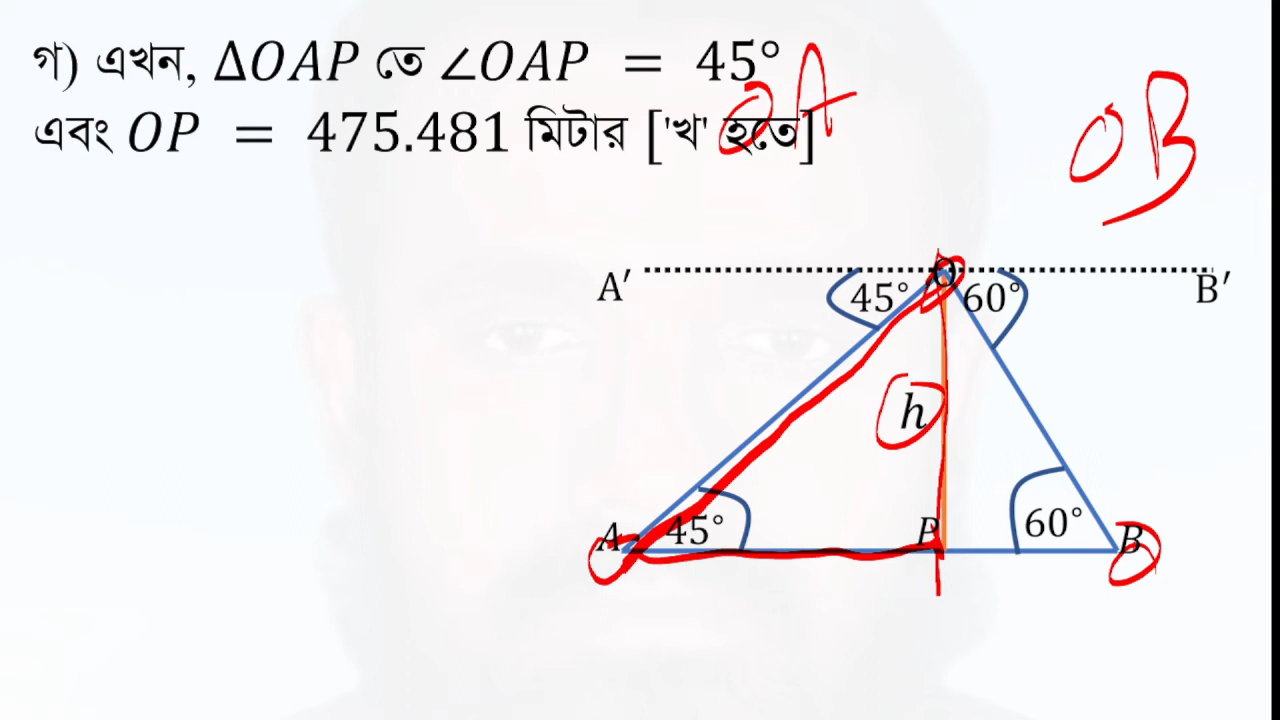 গ) এখন, ΔOAP তে ∠OAP = 45°
এবং OP = 475.481 মিটার ['খ' হতে]
OA
OB
A′
O
B′
45°
60°
h
A
45°
P
60°
B